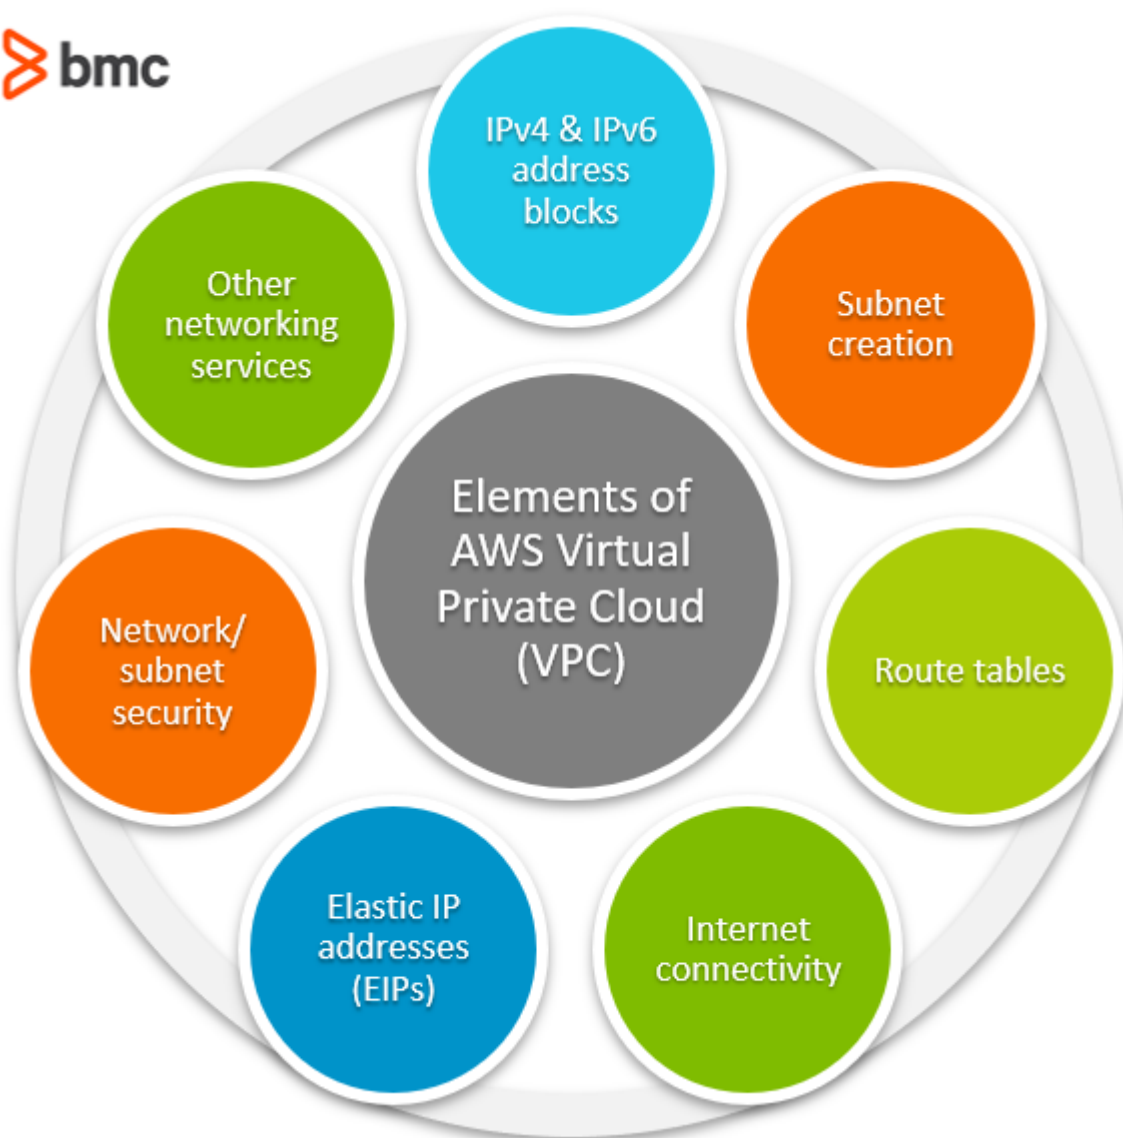 bmc
IPv4 & IPv6
address
blocks
Subnet
creation
Route tables
Internet
connectivity
Elastic IP
addresses
(EIPs)
Network/
subnet
security
Other
networking
services
Elements of
AWS Virtual
Private Cloud
(VPC)